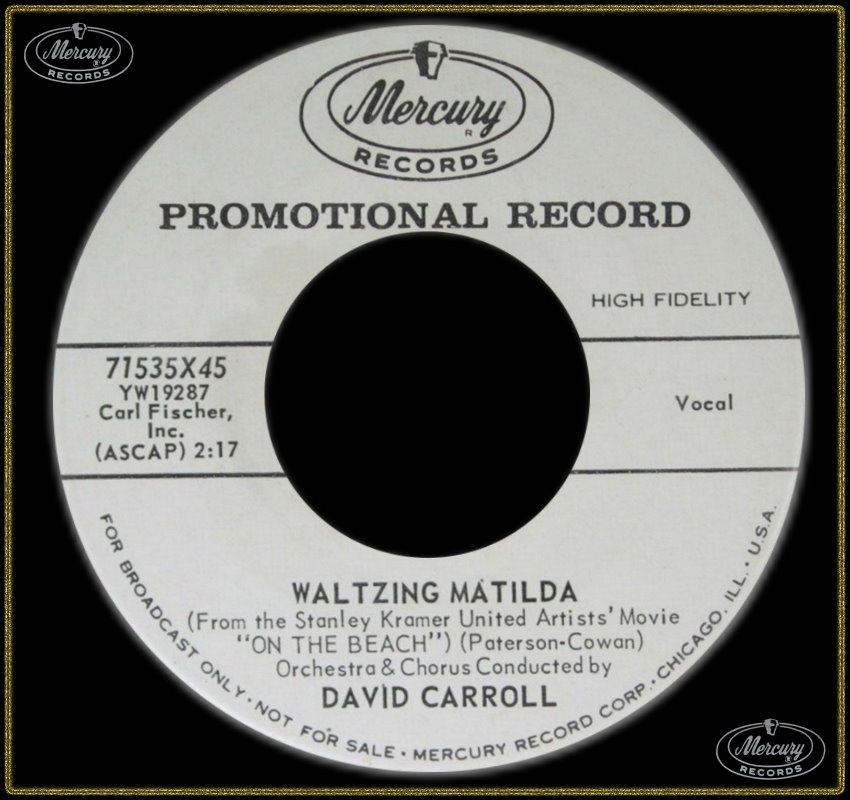 Mercury
R
RECORDS
Mercury
R
RECORDS
PROMOTIONAL RECORD
HIGH FIDELITY
71535X45
YW19287
Carl Fischer,
Inc.
(ASCAP) 2:17
Vocal
WALTZING MATILDA
(From the Stanley Kramer United Artists' Movie
"ON THE BEACH") (Paterson-Cowan)
Orchestra & Chorus Conducted by
DAVID CARROLL
FOR BROADCAST ONLY • NOT FOR SALE • MERCURY RECORD CORP. • CHICAGO, ILL. • U.S.A.
Mercury
R
RECORDS